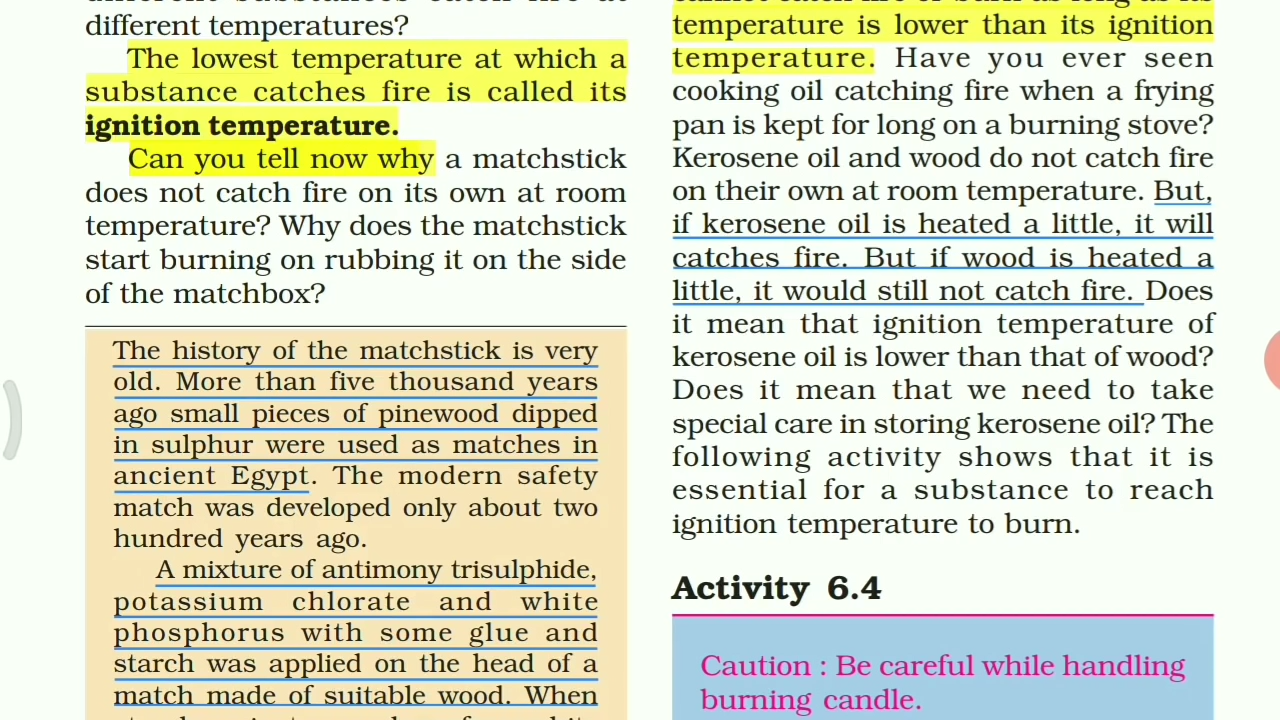 different temperatures?
The lowest temperature at which a
substance catches fire is called its
ignition temperature.
Can you tell now why a matchstick
does not catch fire on its own at room
temperature? Why does the matchstick
start burning on rubbing it on the side
of the matchbox?
The history of the matchstick is very
old. More than five thousand years
ago small pieces of pinewood dipped
in sulphur were used as matches in
ancient Egypt. The modern safety
match was developed only about two
hundred years ago.
A mixture of antimony trisulphide,
potassium chlorate and white
phosphorus with some glue and
starch was applied on the head of a
match made of suitable wood. When
temperature is lower than its ignition
temperature. Have you ever seen
cooking oil catching fire when a frying
pan is kept for long on a burning stove?
Kerosene oil and wood do not catch fire
on their own at room temperature. But,
if kerosene oil is heated a little, it will
catches fire. But if wood is heated a
little, it would still not catch fire. Does
it mean that ignition temperature of
kerosene oil is lower than that of wood?
Does it mean that we need to take
special care in storing kerosene oil? The
following activity shows that it is
essential for a substance to reach
ignition temperature to burn.
Activity 6.4
Caution : Be careful while handling
burning candle.